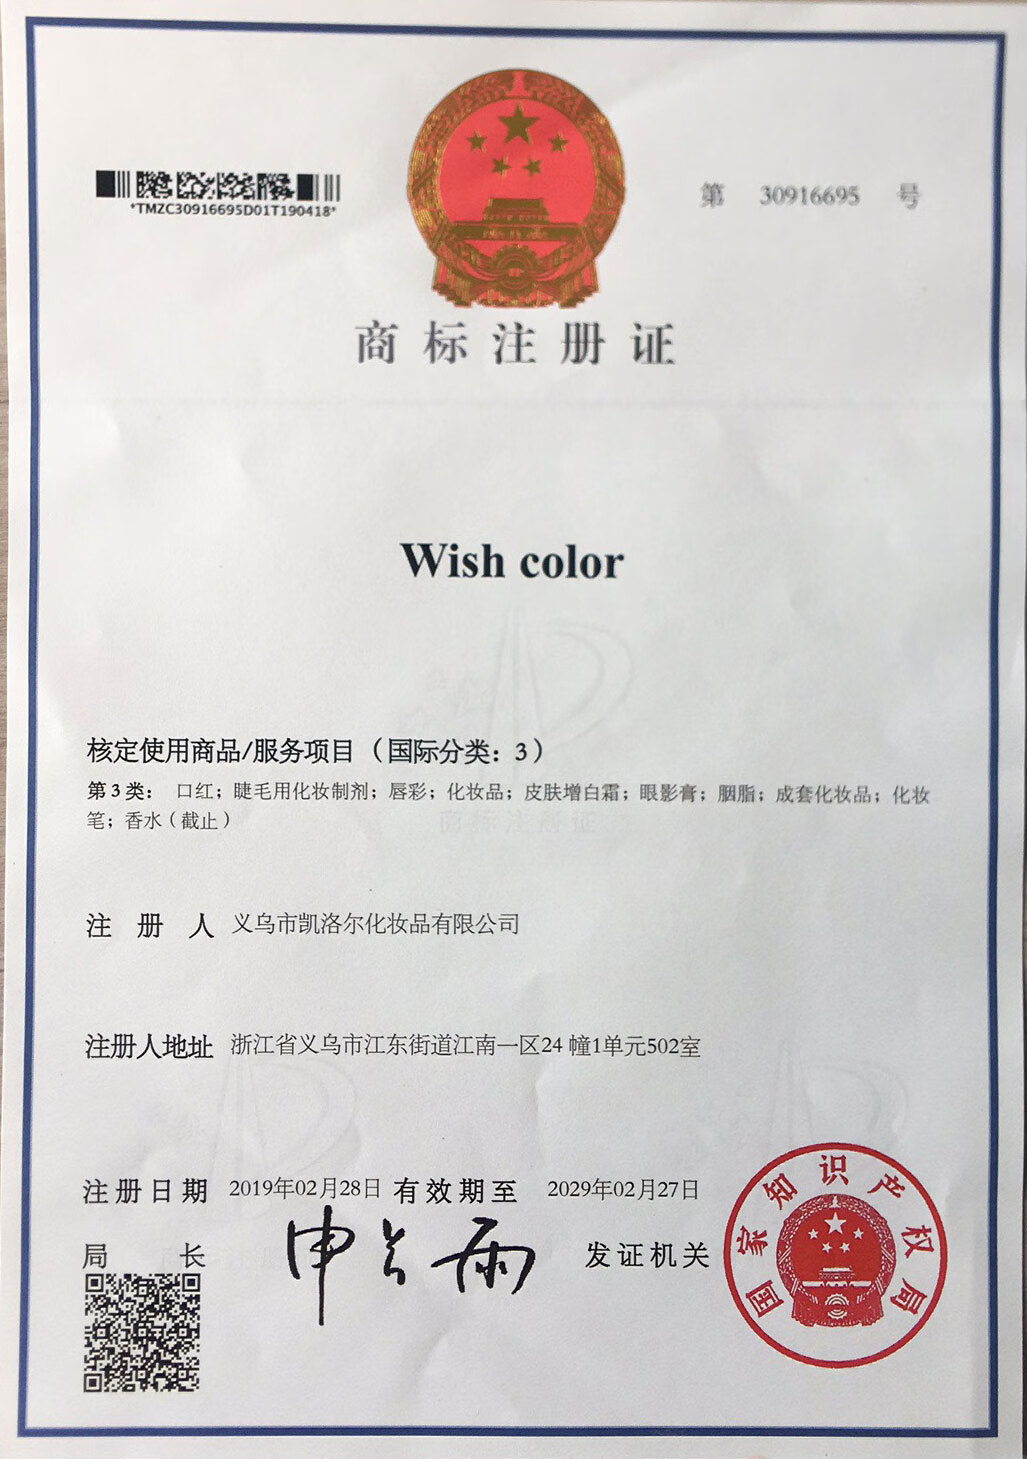 *TMZC30916695D01T190418*
第 30916695 号
商标注册证
Wish color
核定使用商品/服务项目（国际分类：3）
第3类： 口红；睫毛用化妆制剂；唇彩；化妆品；皮肤增白霜；眼影膏；胭脂；成套化妆品；化妆
笔；香水（截止）
商标注册证
注册人 义乌市凯洛尔化妆品有限公司
注册人地址 浙江省义乌市江东街道江南一区24 幢1单元502室
注册日期 2019年02月28日 有效期至 2029年02月27日
局长 申长雨 发证机关
国家知识产权局